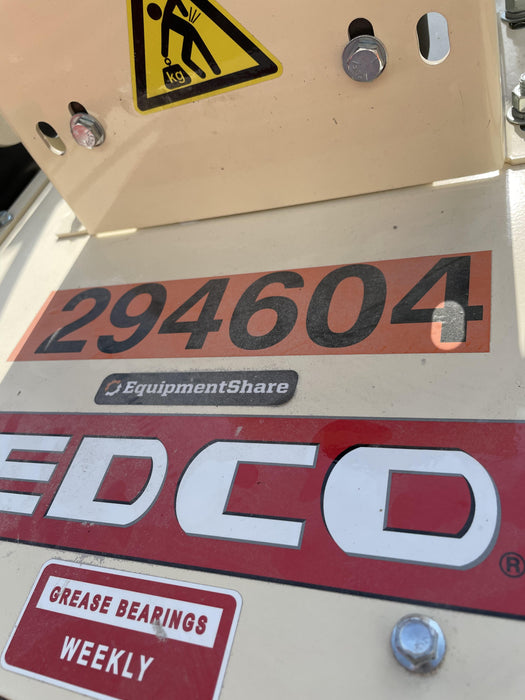 kg
294604
EquipmentShare
EDCO®
GREASE BEARINGS
WEEKLY